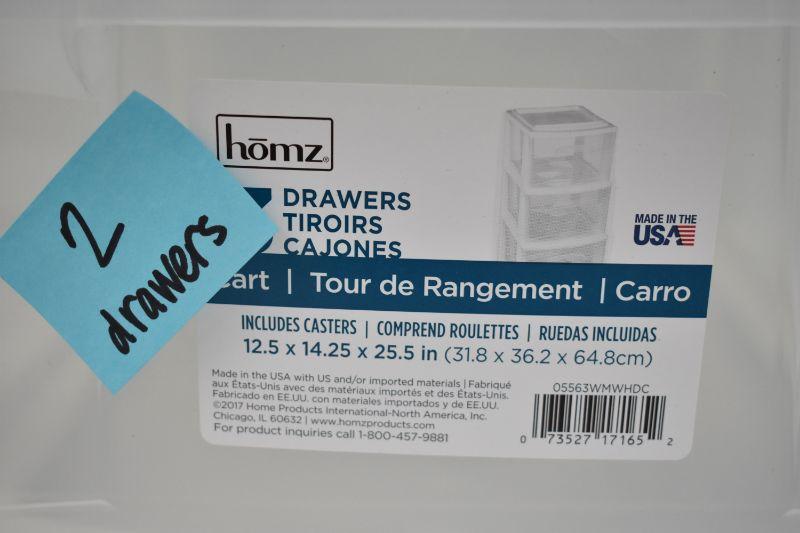 hōmz®
DRAWERS
TIROIRS
CAJONES
MADE IN THE
USA
cart | Tour de Rangement | Carro
INCLUDES CASTERS | COMPREND ROULETTES | RUEDAS INCLUIDAS
12.5 x 14.25 x 25.5 in (31.8 x 36.2 x 64.8cm)
Made in the USA with US and/or imported materials | Fabriqué
aux États-Unis avec des matériaux importés et des États-Unis.
Fabricado en EE.UU. con materiales importados y de EE.UU.
©2017 Home Products International-North America, Inc.
Chicago, IL 60632 | www.homzproducts.com
For product inquiries call 1-800-457-9881
05563WMWHDC
0 73527 17165 2
2
drawers